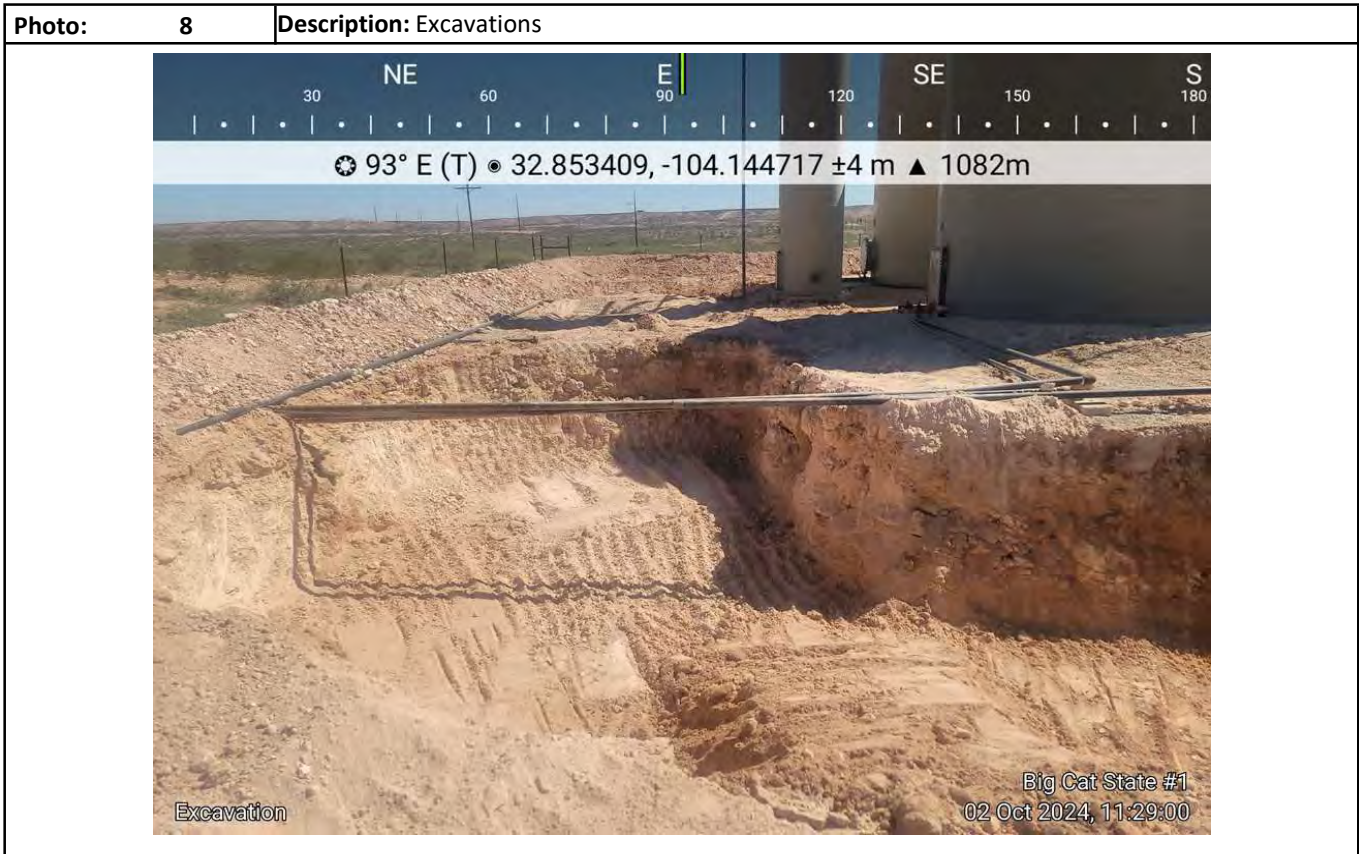 Photo: 8 Description: Excavations
NE E SE S
30 60 90 120 150 180
93° E (T) ◉ 32.853409, -104.144717 ±4 m ▲ 1082m
Big Cat State #1
Excavation 02 Oct 2024, 11:29:00